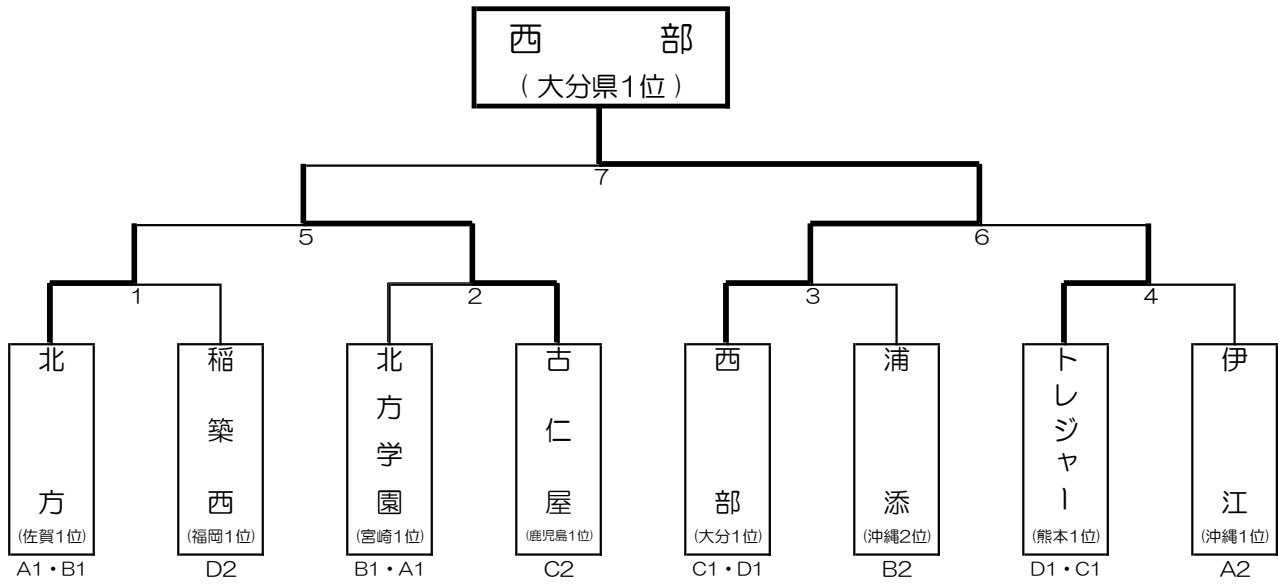 西部
(大分県1位)
7
5
6
1
2
3
4
北方
(佐賀1位)
A1・B1
稲築西
(福岡1位)
D2
北方学園
(宮崎1位)
B1・A1
古仁屋
(鹿児島1位)
C2
西部
(大分1位)
C1・D1
浦添
(沖縄2位)
B2
トレジャー
(熊本1位)
D1・C1
伊江
(沖縄1位)
A2